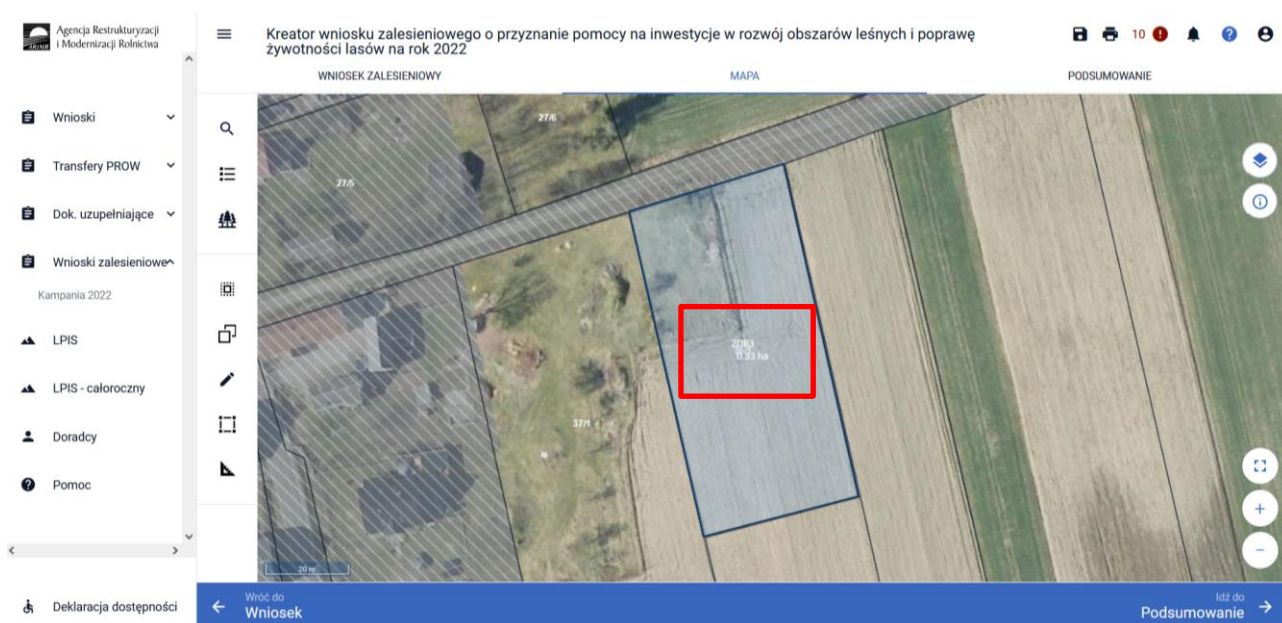 Agencja Restrukturyzacji
i Modernizacji Rolnictwa
ARiMR
Kreator wniosku zalesieniowego o przyznanie pomocy na inwestycje w rozwój obszarów leśnych i poprawę
żywotności lasów na rok 2022
10
WNIOSEK ZALESIENIOWY
MAPA
PODSUMOWANIE
Wnioski
Transfery PROW
Dok. uzupełniające
Wnioski zalesieniowe
Kampania 2022
LPIS
LPIS - całoroczny
Doradcy
Pomoc
Deklaracja dostępności
27/6
27/5
0.33 ha
37/1
20 m
Wróć do
Wniosek
Idź do
Podsumowanie